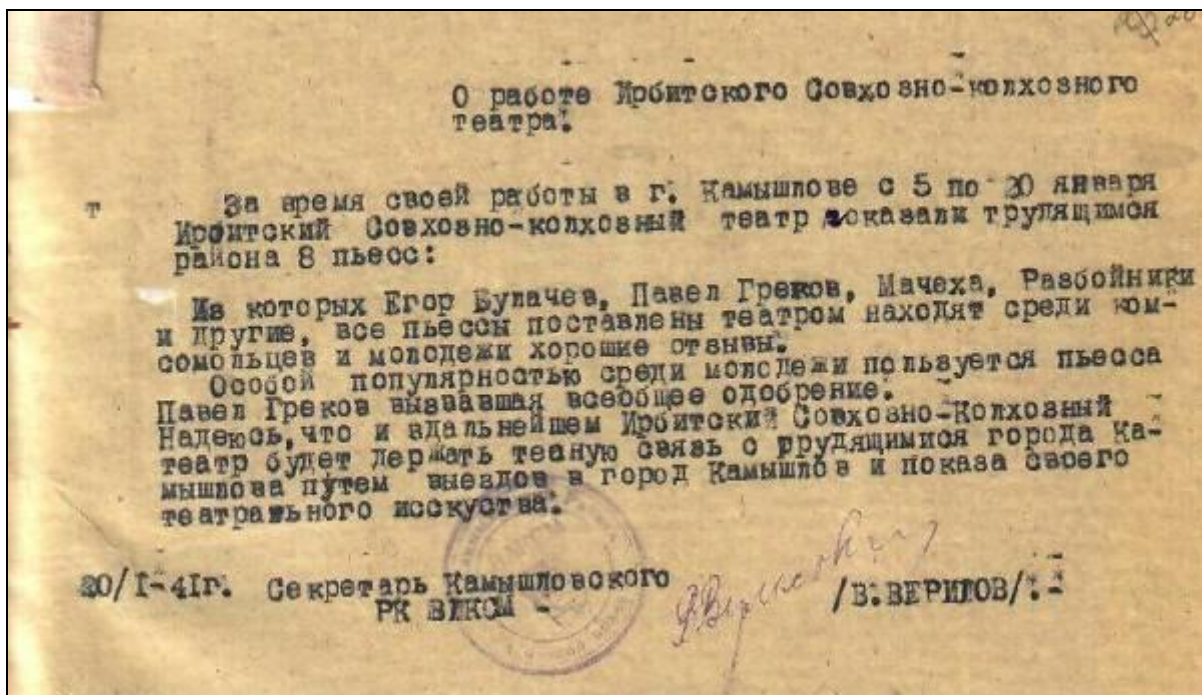 О работе Ирбитского Совхозно-колхозного
театра.
За время своей работы в г. Камышлове с 5 по 20 января
т
Ирбитский Совхозно-колхозный театр показали трулящимся
района 8 пьесс:
Из которых Егор Булачев, Павел Греков, Мачеха, Разбойники
и другие, все пьессы поставлены театром находят среди ком-
сомольцев и молодежи хорошие отзывы.
Особой популярностью среди молодежи пользуется пьесса
Павел Греков вызвавшая всеобщее одобрение.
Надеюсь,что и вдальнейшем Ирбитский Совхозно-Колхозный
театр будет держать тесную связь с трудящимися города Ка-
мышлова путем выездов в город Камышлов и показа своего
театрального исскуства.
20/I-41г. Секретарь Камышловского
РК ВЛКСМ - /В.ВЕРИЛОВ/.-